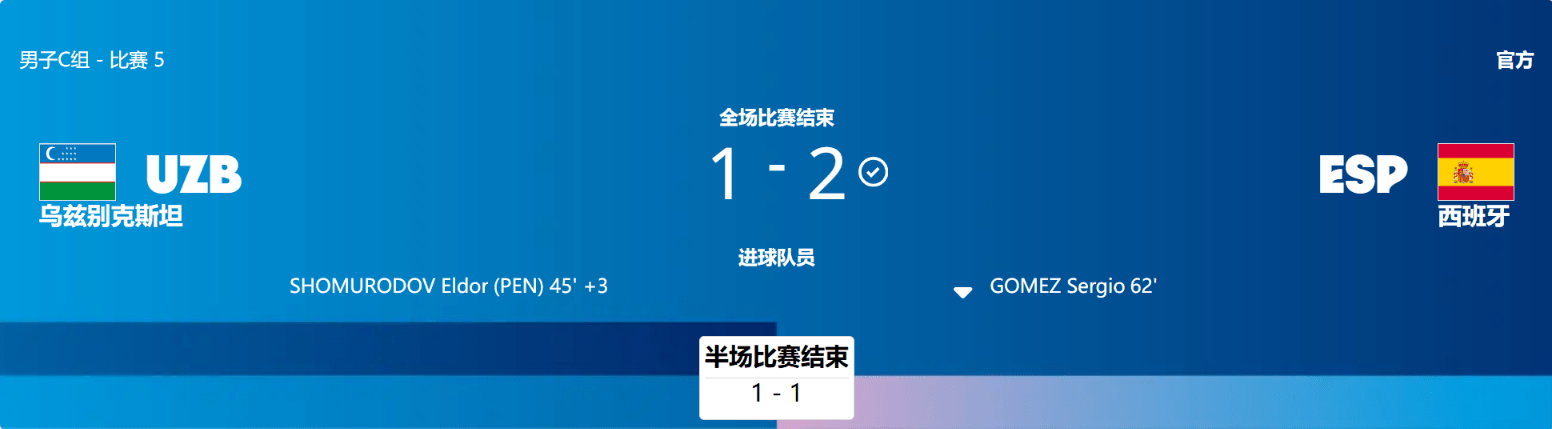 男子C组 - 比赛 5
官方
全场比赛结束
UZB
1 - 2
ESP
乌兹别克斯坦
西班牙
进球队员
SHOMURODOV Eldor (PEN) 45' +3
GOMEZ Sergio 62'
半场比赛结束
1 - 1